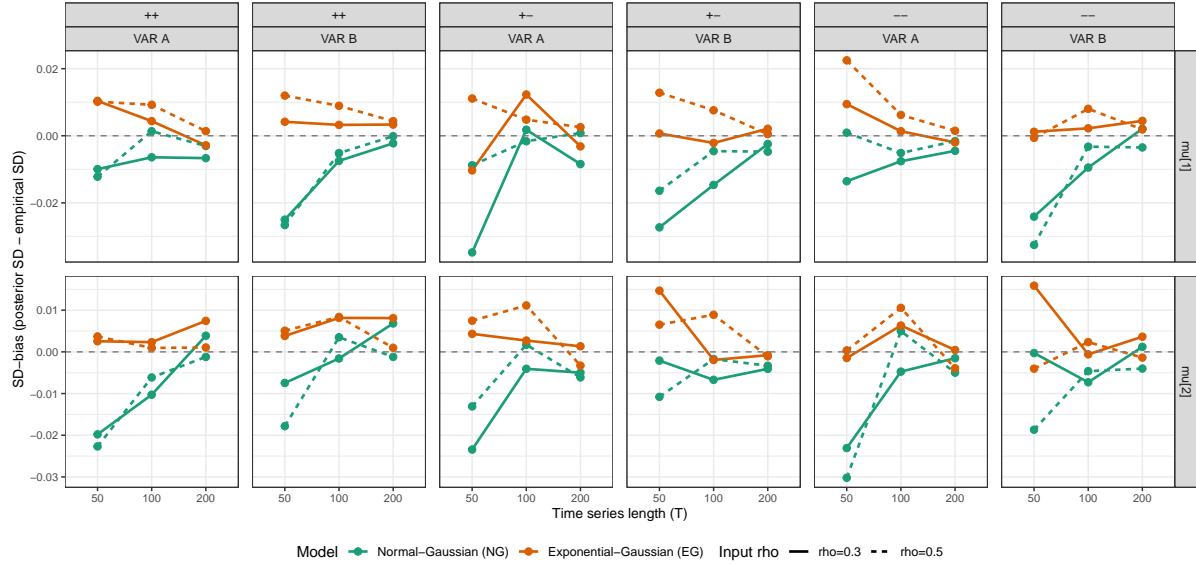 ++ ++ +− +− −− −−
VAR A VAR B VAR A VAR B VAR A VAR B
SD−bias (posterior SD − empirical SD)
0.02
0.00
−0.02
mu[1]
0.01
0.00
−0.01
−0.02
−0.03
mu[2]
50 100 200 50 100 200 50 100 200 50 100 200 50 100 200 50 100 200
Time series length (T)
Model Normal−Gaussian (NG) Exponential−Gaussian (EG) Input rho rho=0.3 rho=0.5